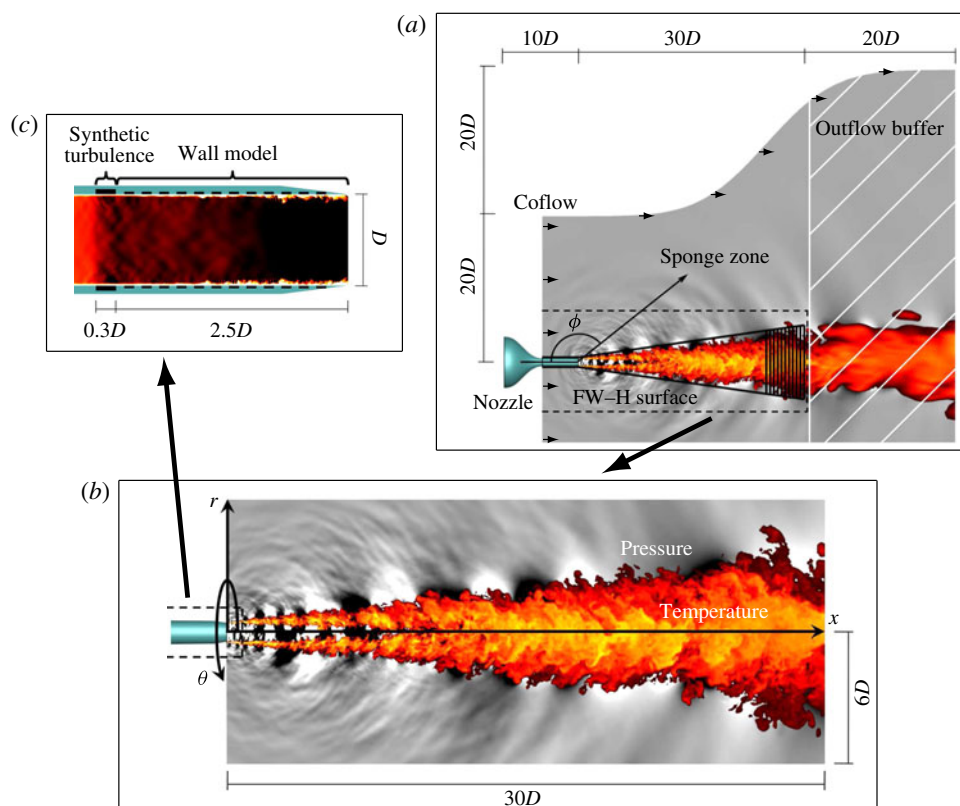 (a)
10D
30D
20D
20D
20D
Outflow buffer
Coflow
Sponge zone
ϕ
FW–H surface
Nozzle
(c)
Synthetic
turbulence
Wall model
D
0.3D
2.5D
(b)
r
Pressure
Temperature
x
θ
6D
30D